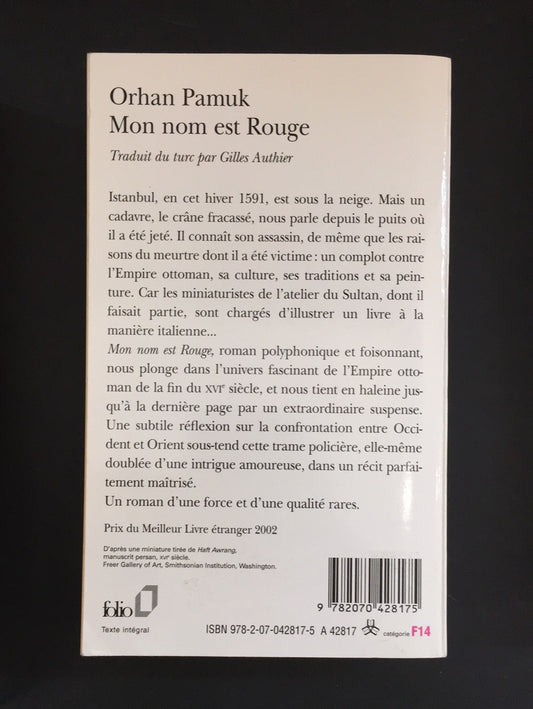 Orhan Pamuk
Mon nom est Rouge
Traduit du turc par Gilles Authier
Istanbul, en cet hiver 1591, est sous la neige. Mais un
cadavre, le crâne fracassé, nous parle depuis le puits où
il a été jeté. Il connaît son assassin, de même que les rai-
sons du meurtre dont il a été victime : un complot contre
l'Empire ottoman, sa culture, ses traditions et sa pein-
ture. Car les miniaturistes de l'atelier du Sultan, dont il
faisait partie, sont chargés d'illustrer un livre à la
manière italienne...
Mon nom est Rouge, roman polyphonique et foisonnant,
nous plonge dans l'univers fascinant de l'Empire otto-
man de la fin du XVIe siècle, et nous tient en haleine jus-
qu'à la dernière page par un extraordinaire suspense.
Une subtile réflexion sur la confrontation entre Occi-
dent et Orient sous-tend cette trame policière, elle-même
doublée d'une intrigue amoureuse, dans un récit parfai-
tement maîtrisé.
Un roman d'une force et d'une qualité rares.
Prix du Meilleur Livre étranger 2002
D'après une miniature tirée de Haft Awrang,
manuscrit persan, XVIe siècle.
Freer Gallery of Art, Smithsonian Institution, Washington.
9 782070 428175
folio
Texte intégral
ISBN 978-2-07-042817-5 A 42817 catégorie F14